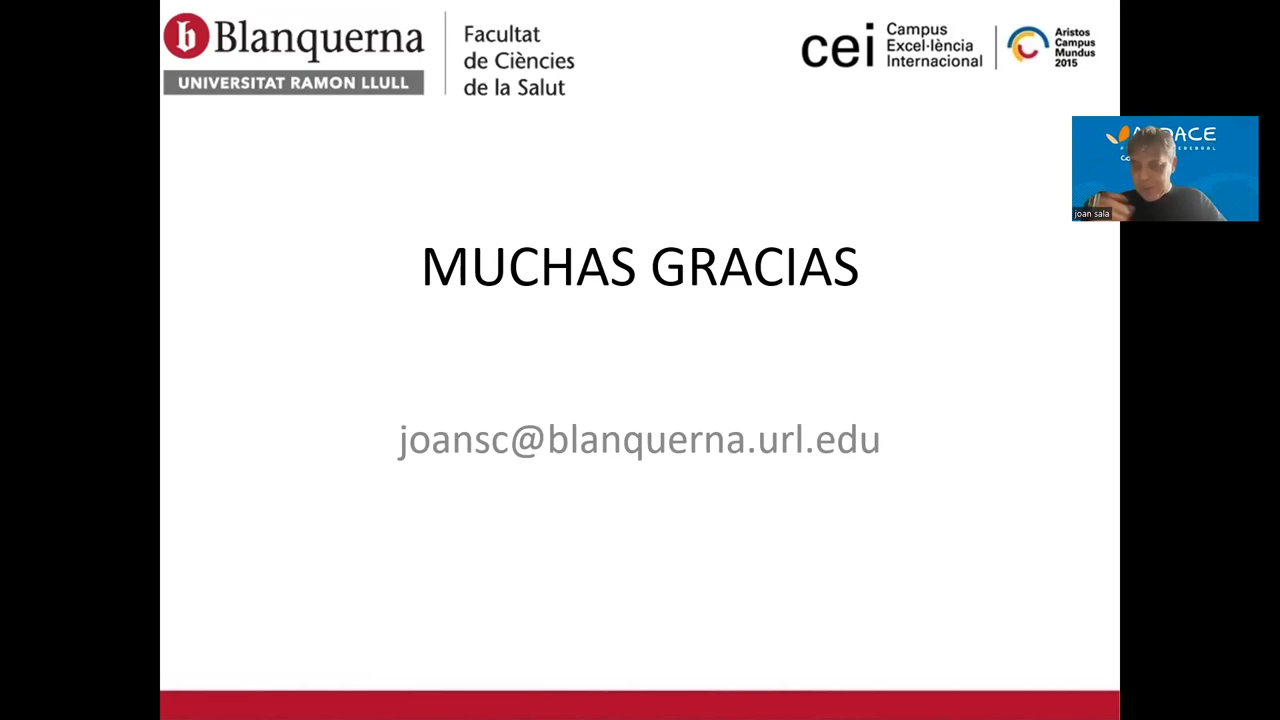 b Blanquerna
UNIVERSITAT RAMON LLULL
Facultat
de Ciències
de la Salut
cei
Campus
Excel·lència
Internacional
Aristos
Campus
Mundus
2015
joan sala
MUCHAS GRACIAS
joansc@blanquerna.url.edu